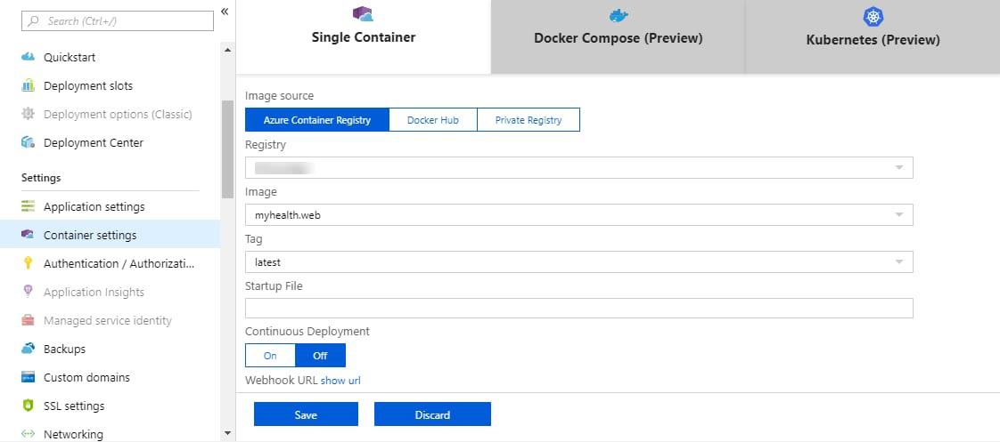 Search (Ctrl+/)
«
Quickstart
Deployment slots
Deployment options (Classic)
Deployment Center
Settings
Application settings
Container settings
Authentication / Authorizati...
Application Insights
Managed service identity
Backups
Custom domains
SSL settings
Networking
Single Container
Docker Compose (Preview)
Kubernetes (Preview)
Image source
Azure Container Registry
Docker Hub
Private Registry
Registry
Image
myhealth.web
Tag
latest
Startup File
Continuous Deployment
On
Off
Webhook URL show url
Save
Discard